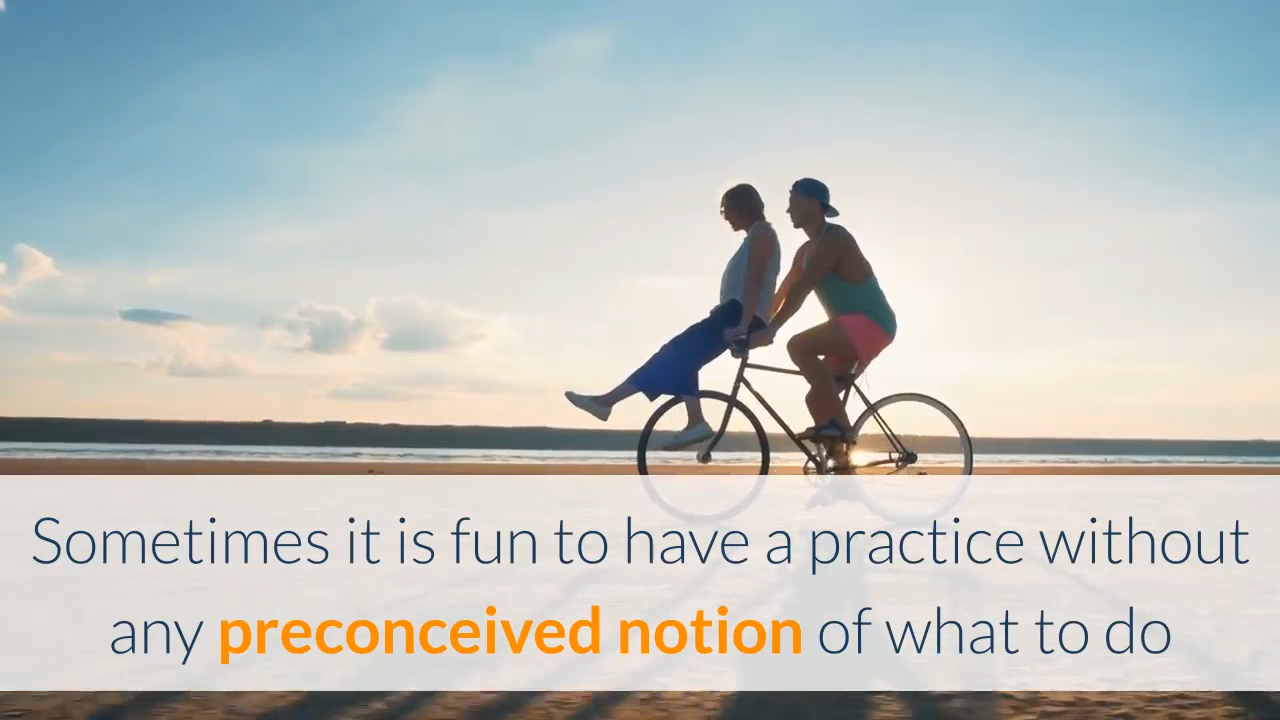 Sometimes it is fun to have a practice without
any preconceived notion of what to do